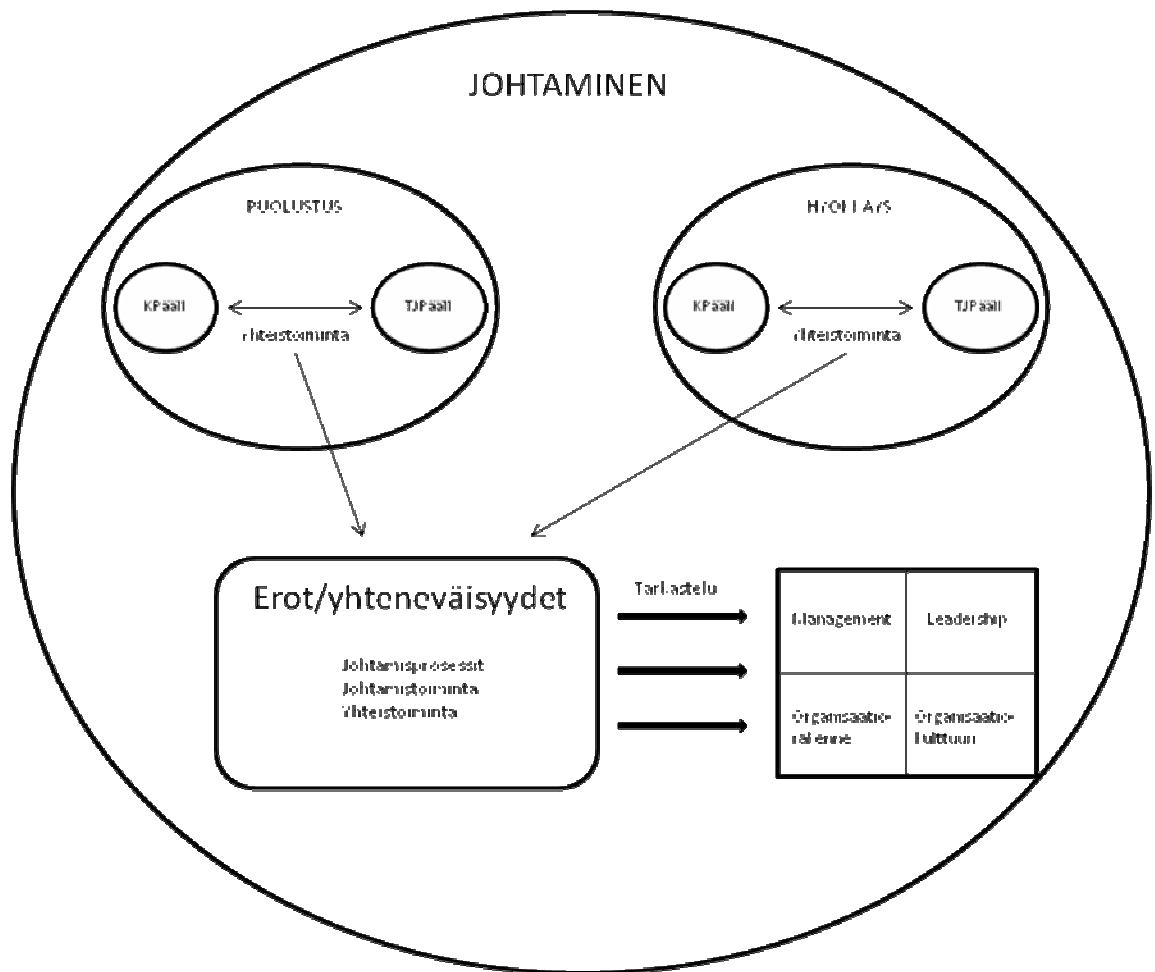 JOHTAMINEN
PUOLUSTUS
HYÖKKÄYS
KPääll
TJPääll
KPääll
TJPääll
Yhteistoiminta
Yhteistoiminta
Erot/yhteneväisyydet
Johtamisprosessit
Johtamistoiminta
Yhteistoiminta
Tarkastelu
Management
Leadership
Organisaatio-
rakenne
Organisaatio-
kulttuuri